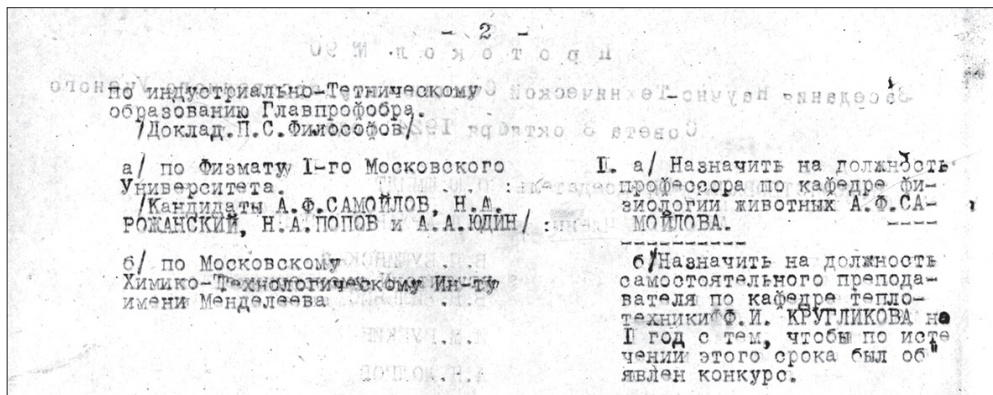 - 2 -
по индустриально-Тетническому
образованию Главпрофобра.
/Доклад.П.С.Философов/
а/ по Физмату I-го Московского
Университета.
/Кандидаты А.Ф.САМОЙЛОВ, Н.А.
РОЖАНСКИЙ, Н.А.ПОПОВ и А.А.ЮДИН/ :
б/ по Московскому
Химико-Технологическому Ин-ту
имени Менделеева
II. а/ Назначить на должность
профессора по кафедре фи-
зиологии животных А.Ф.СА-
МОЙЛОВА. ----
----------
б/Назначить на должность
самостоятельного препода-
вателя по кафедре тепло-
техники Ф.И. КРУГЛИКОВА на
I год с тем, чтобы по исте
чении этого срока был об"
явлен конкурс.